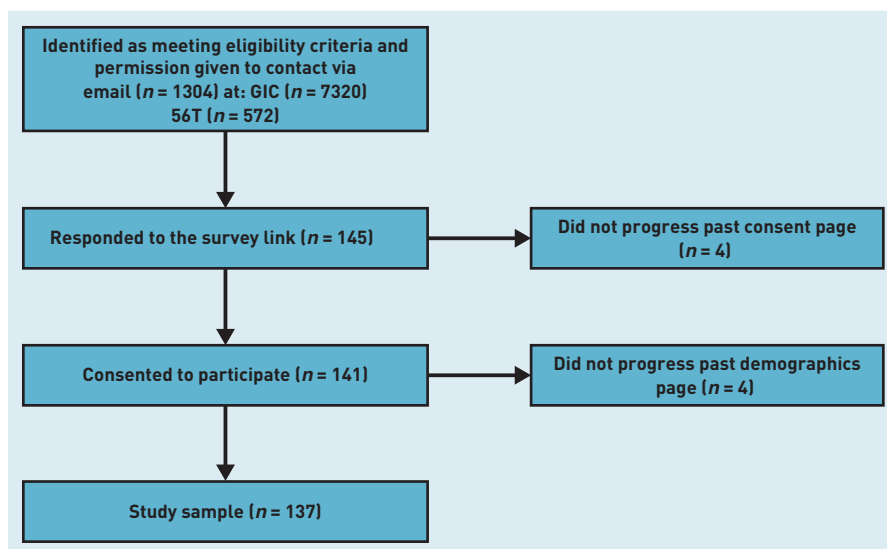 Identified as meeting eligibility criteria and
permission given to contact via
email (n = 1304) at: GIC (n = 7320)
56T (n = 572)
Responded to the survey link (n = 145)
Did not progress past consent page
(n = 4)
Consented to participate (n = 141)
Did not progress past demographics
page (n = 4)
Study sample (n = 137)